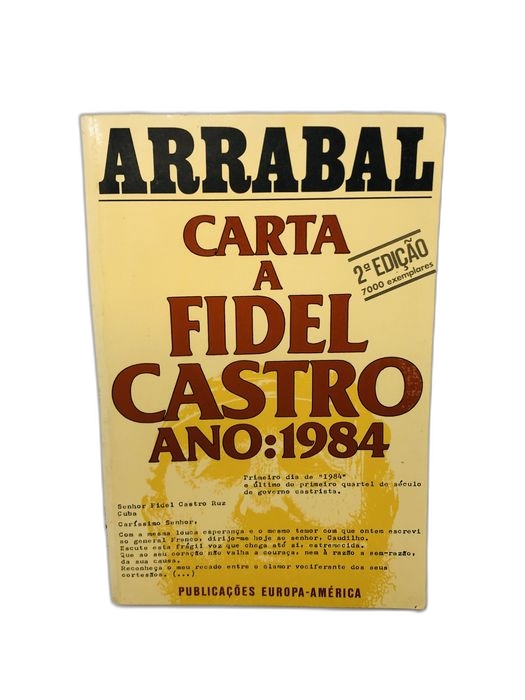 ARRABAL
CARTA
A
FIDEL
CASTRO
ANO:1984
2ª EDIÇÃO
7000 exemplares
Primeiro dia de "1984"
e último do primeiro quartel de século
de governo castrista.
Senhor Fidel Castro Ruz
Cuba
Caríssimo Senhor,
Com a mesma louca esperança e o mesmo temor com que ontem escrevi
ao general Franco, dirijo-me hoje ao senhor, Caudilho.
Escute esta frágil voz que chega até si, estremecida.
Que ao seu coração não valha a couraça; nem à razão a sem-razão,
da sua causa.
Reconheça o meu recado entre o clamor vociferante dos seus
cortesãos. (...)
PUBLICAÇÕES EUROPA-AMÉRICA